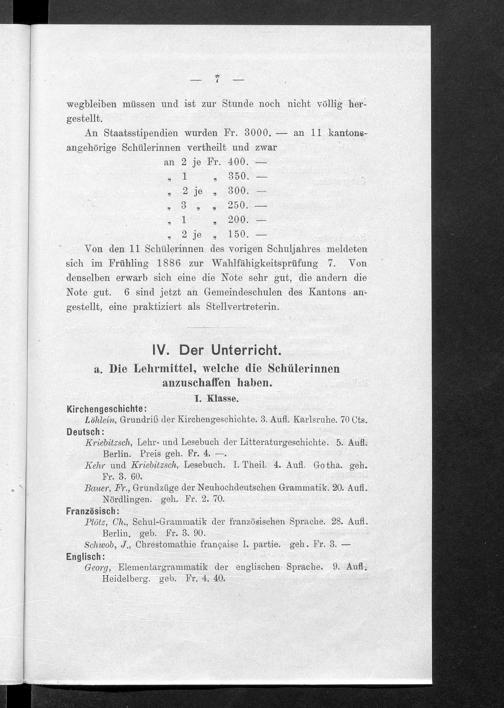 — 7 —
wegbleiben müssen und ist zur Stunde noch nicht völlig her-
gestellt.
An Staatsstipendien wurden Fr. 3000. — an 11 kantons-
angehörige Schülerinnen vertheilt und zwar
an 2 je Fr. 400. —
„ 1 „ 350. —
„ 2 je „ 300. —
„ 3 „ „ 250. —
„ 1 „ 200. —
„ 2 je „ 150. —
Von den 11 Schülerinnen des vorigen Schuljahres meldeten
sich im Frühling 1886 zur Wahlfähigkeitsprüfung 7. Von
denselben erwarb sich eine die Note sehr gut, die andern die
Note gut. 6 sind jetzt an Gemeindeschulen des Kantons an-
gestellt, eine praktiziert als Stellvertreterin.
IV. Der Unterricht.
a. Die Lehrmittel, welche die Schülerinnen
anzuschaffen haben.
I. Klasse.
Kirchengeschichte:
Löhlein, Grundriß der Kirchengeschichte. 3. Aufl. Karlsruhe. 70 Cts.
Deutsch:
Kriebitzsch, Lehr- und Lesebuch der Litteraturgeschichte. 5. Aufl.
Berlin. Preis geh. Fr. 4. —.
Kehr und Kriebitzsch, Lesebuch. I. Theil. 4. Aufl. Gotha. geh.
Fr. 3. 60.
Bauer, Fr., Grundzüge der Neuhochdeutschen Grammatik. 20. Aufl.
Nördlingen. geh. Fr. 2. 70.
Französisch:
Plötz, Ch., Schul-Grammatik der französischen Sprache. 28. Aufl.
Berlin. geb. Fr. 3. 90.
Schwob, J., Chrestomathie française I. partie. geh. Fr. 3. —
Englisch:
Georg, Elementargrammatik der englischen Sprache. 9. Aufl.
Heidelberg. geb. Fr. 4. 40.